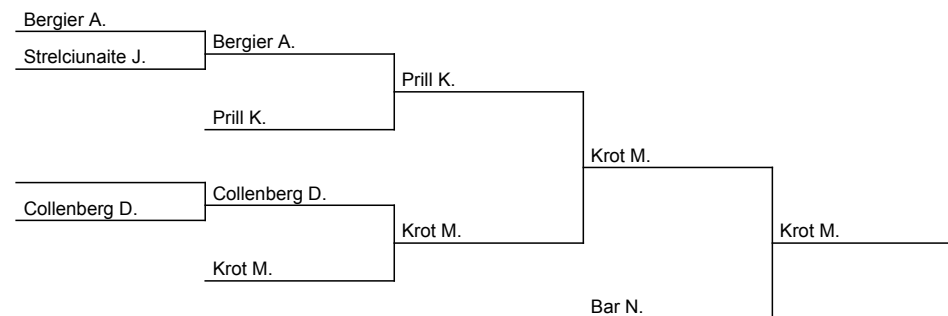 Bergier A.
Strelciunaite J.
Bergier A.
Prill K.
Prill K.
Krot M.
Collenberg D.
Collenberg D.
Krot M.
Krot M.
Krot M.
Bar N.